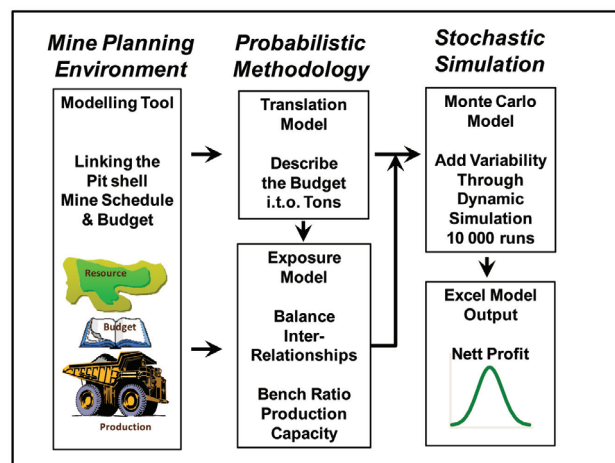 Mine Planning
Environment
Modelling Tool
Linking the
Pit shell
Mine Schedule
& Budget
Resource
Budget
Production
Probabilistic
Methodology
Translation
Model
Describe
the Budget
i.t.o. Tons
Exposure
Model
Balance
Inter-
Relationships
Bench Ratio
Production
Capacity
Stochastic
Simulation
Monte Carlo
Model
Add Variability
Through
Dynamic
Simulation
10 000 runs
Excel Model
Output
Nett Profit